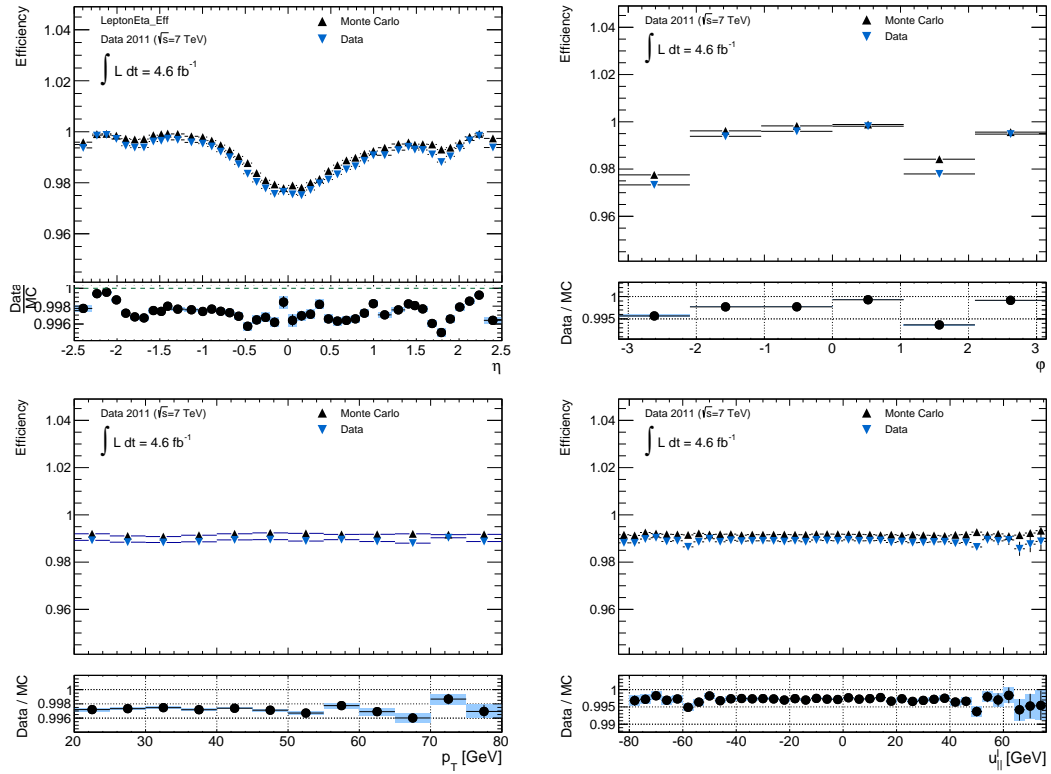 Efficiency
1.04
1.02
1
0.98
0.96
LeptonEta_Eff
Data 2011 (√s=7 TeV)
∫ L dt = 4.6 fb⁻¹
Monte Carlo
Data
Data
MC
1
0.998
0.996
-2.5 -2 -1.5 -1 -0.5 0 0.5 1 1.5 2 2.5
η
Efficiency
1.04
1.02
1
0.98
0.96
Data 2011 (√s=7 TeV)
∫ L dt = 4.6 fb⁻¹
Monte Carlo
Data
Data / MC
1
0.995
-3 -2 -1 0 1 2 3
φ
Efficiency
1.04
1.02
1
0.98
0.96
Data 2011 (√s=7 TeV)
∫ L dt = 4.6 fb⁻¹
Monte Carlo
Data
Data / MC
1
0.998
0.996
20 30 40 50 60 70 80
p_T [GeV]
Efficiency
1.04
1.02
1
0.98
0.96
Data 2011 (√s=7 TeV)
∫ L dt = 4.6 fb⁻¹
Monte Carlo
Data
Data / MC
1
0.995
0.99
-80 -60 -40 -20 0 20 40 60
u_||^l [GeV]